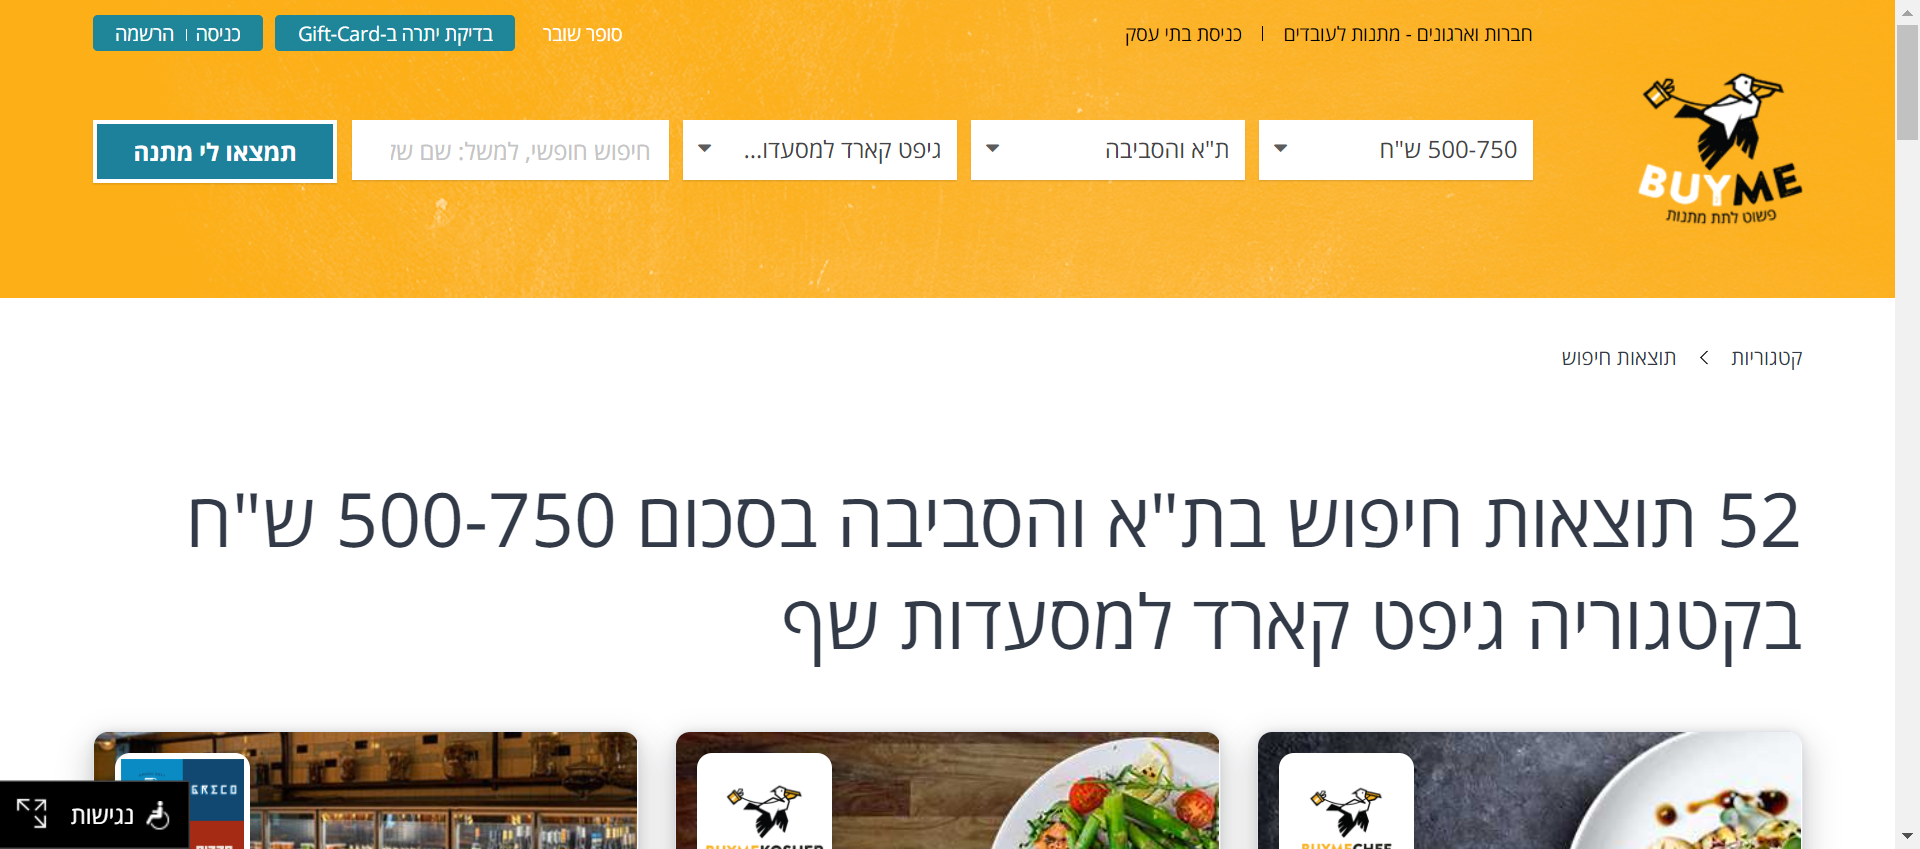 חברות וארגונים - מתנות לעובדים | כניסת בתי עסק
סופר שובר
בדיקת יתרה ב-Gift-Card
כניסה | הרשמה
BUYME
פשוט לתת מתנות
500-750 ש"ח
ת"א והסביבה
גיפט קארד למסעדו...
חיפוש חופשי, למשל: שם של
תמצאו לי מתנה
קטגוריות > תוצאות חיפוש
52 תוצאות חיפוש בת"א והסביבה בסכום 500-750 ש"ח
בקטגוריה גיפט קארד למסעדות שף
BUYMECHEF
BUYMEKOSHER
GRECO
נגישות